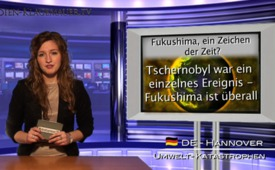 Fukushima, ein Zeichen
der Zeit?
Tschernobyl war ein
einzelnes Ereignis –
Fukushima ist überall
DE - HANNOVER
UMWELT-KATASTROPHEN